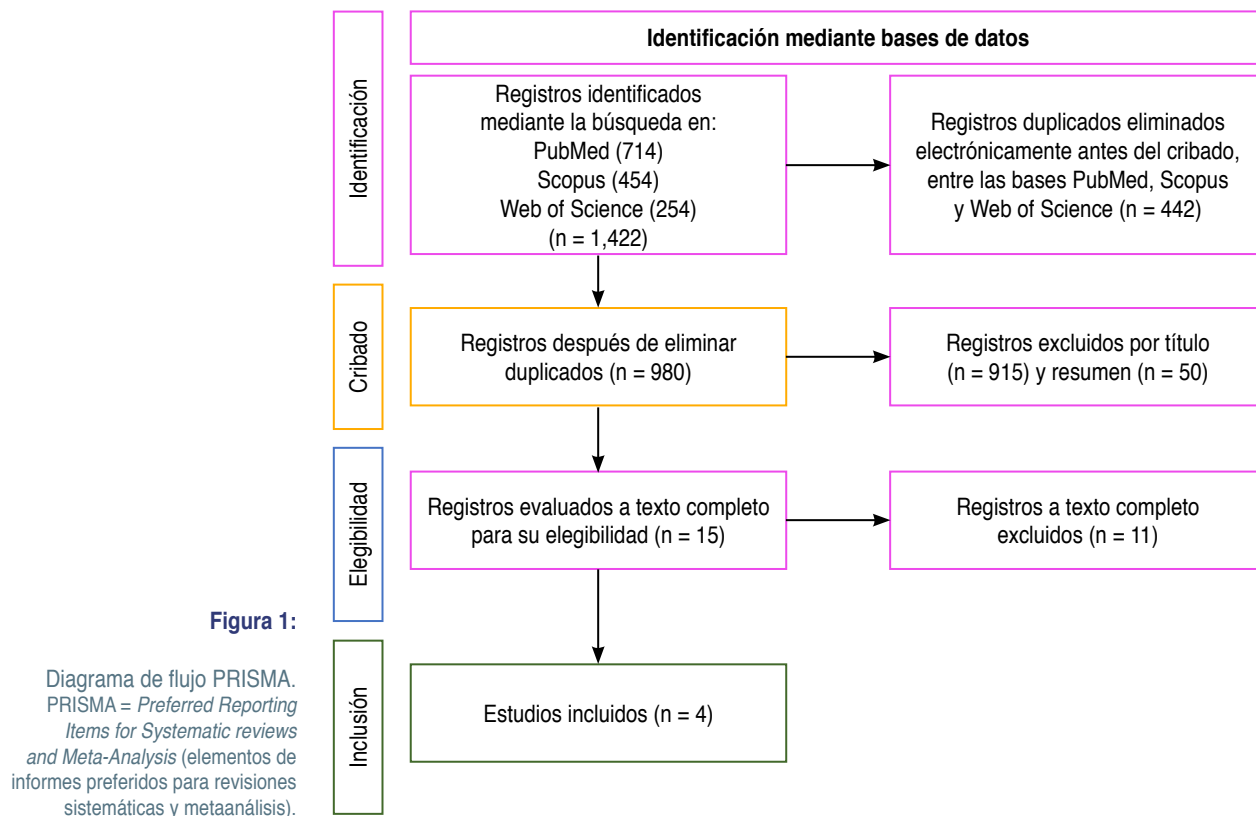 Identificación mediante bases de datos
Identificación
Registros identificados
mediante la búsqueda en:
PubMed (714)
Scopus (454)
Web of Science (254)
(n = 1,422)
Registros duplicados eliminados
electrónicamente antes del cribado,
entre las bases PubMed, Scopus
y Web of Science (n = 442)
Cribado
Registros después de eliminar
duplicados (n = 980)
Registros excluidos por título
(n = 915) y resumen (n = 50)
Elegibilidad
Registros evaluados a texto completo
para su elegibilidad (n = 15)
Registros a texto completo
excluidos (n = 11)
Inclusión
Estudios incluidos (n = 4)
Figura 1:
Diagrama de flujo PRISMA.
PRISMA = Preferred Reporting
Items for Systematic reviews
and Meta-Analysis (elementos de
informes preferidos para revisiones
sistemáticas y metaanálisis).